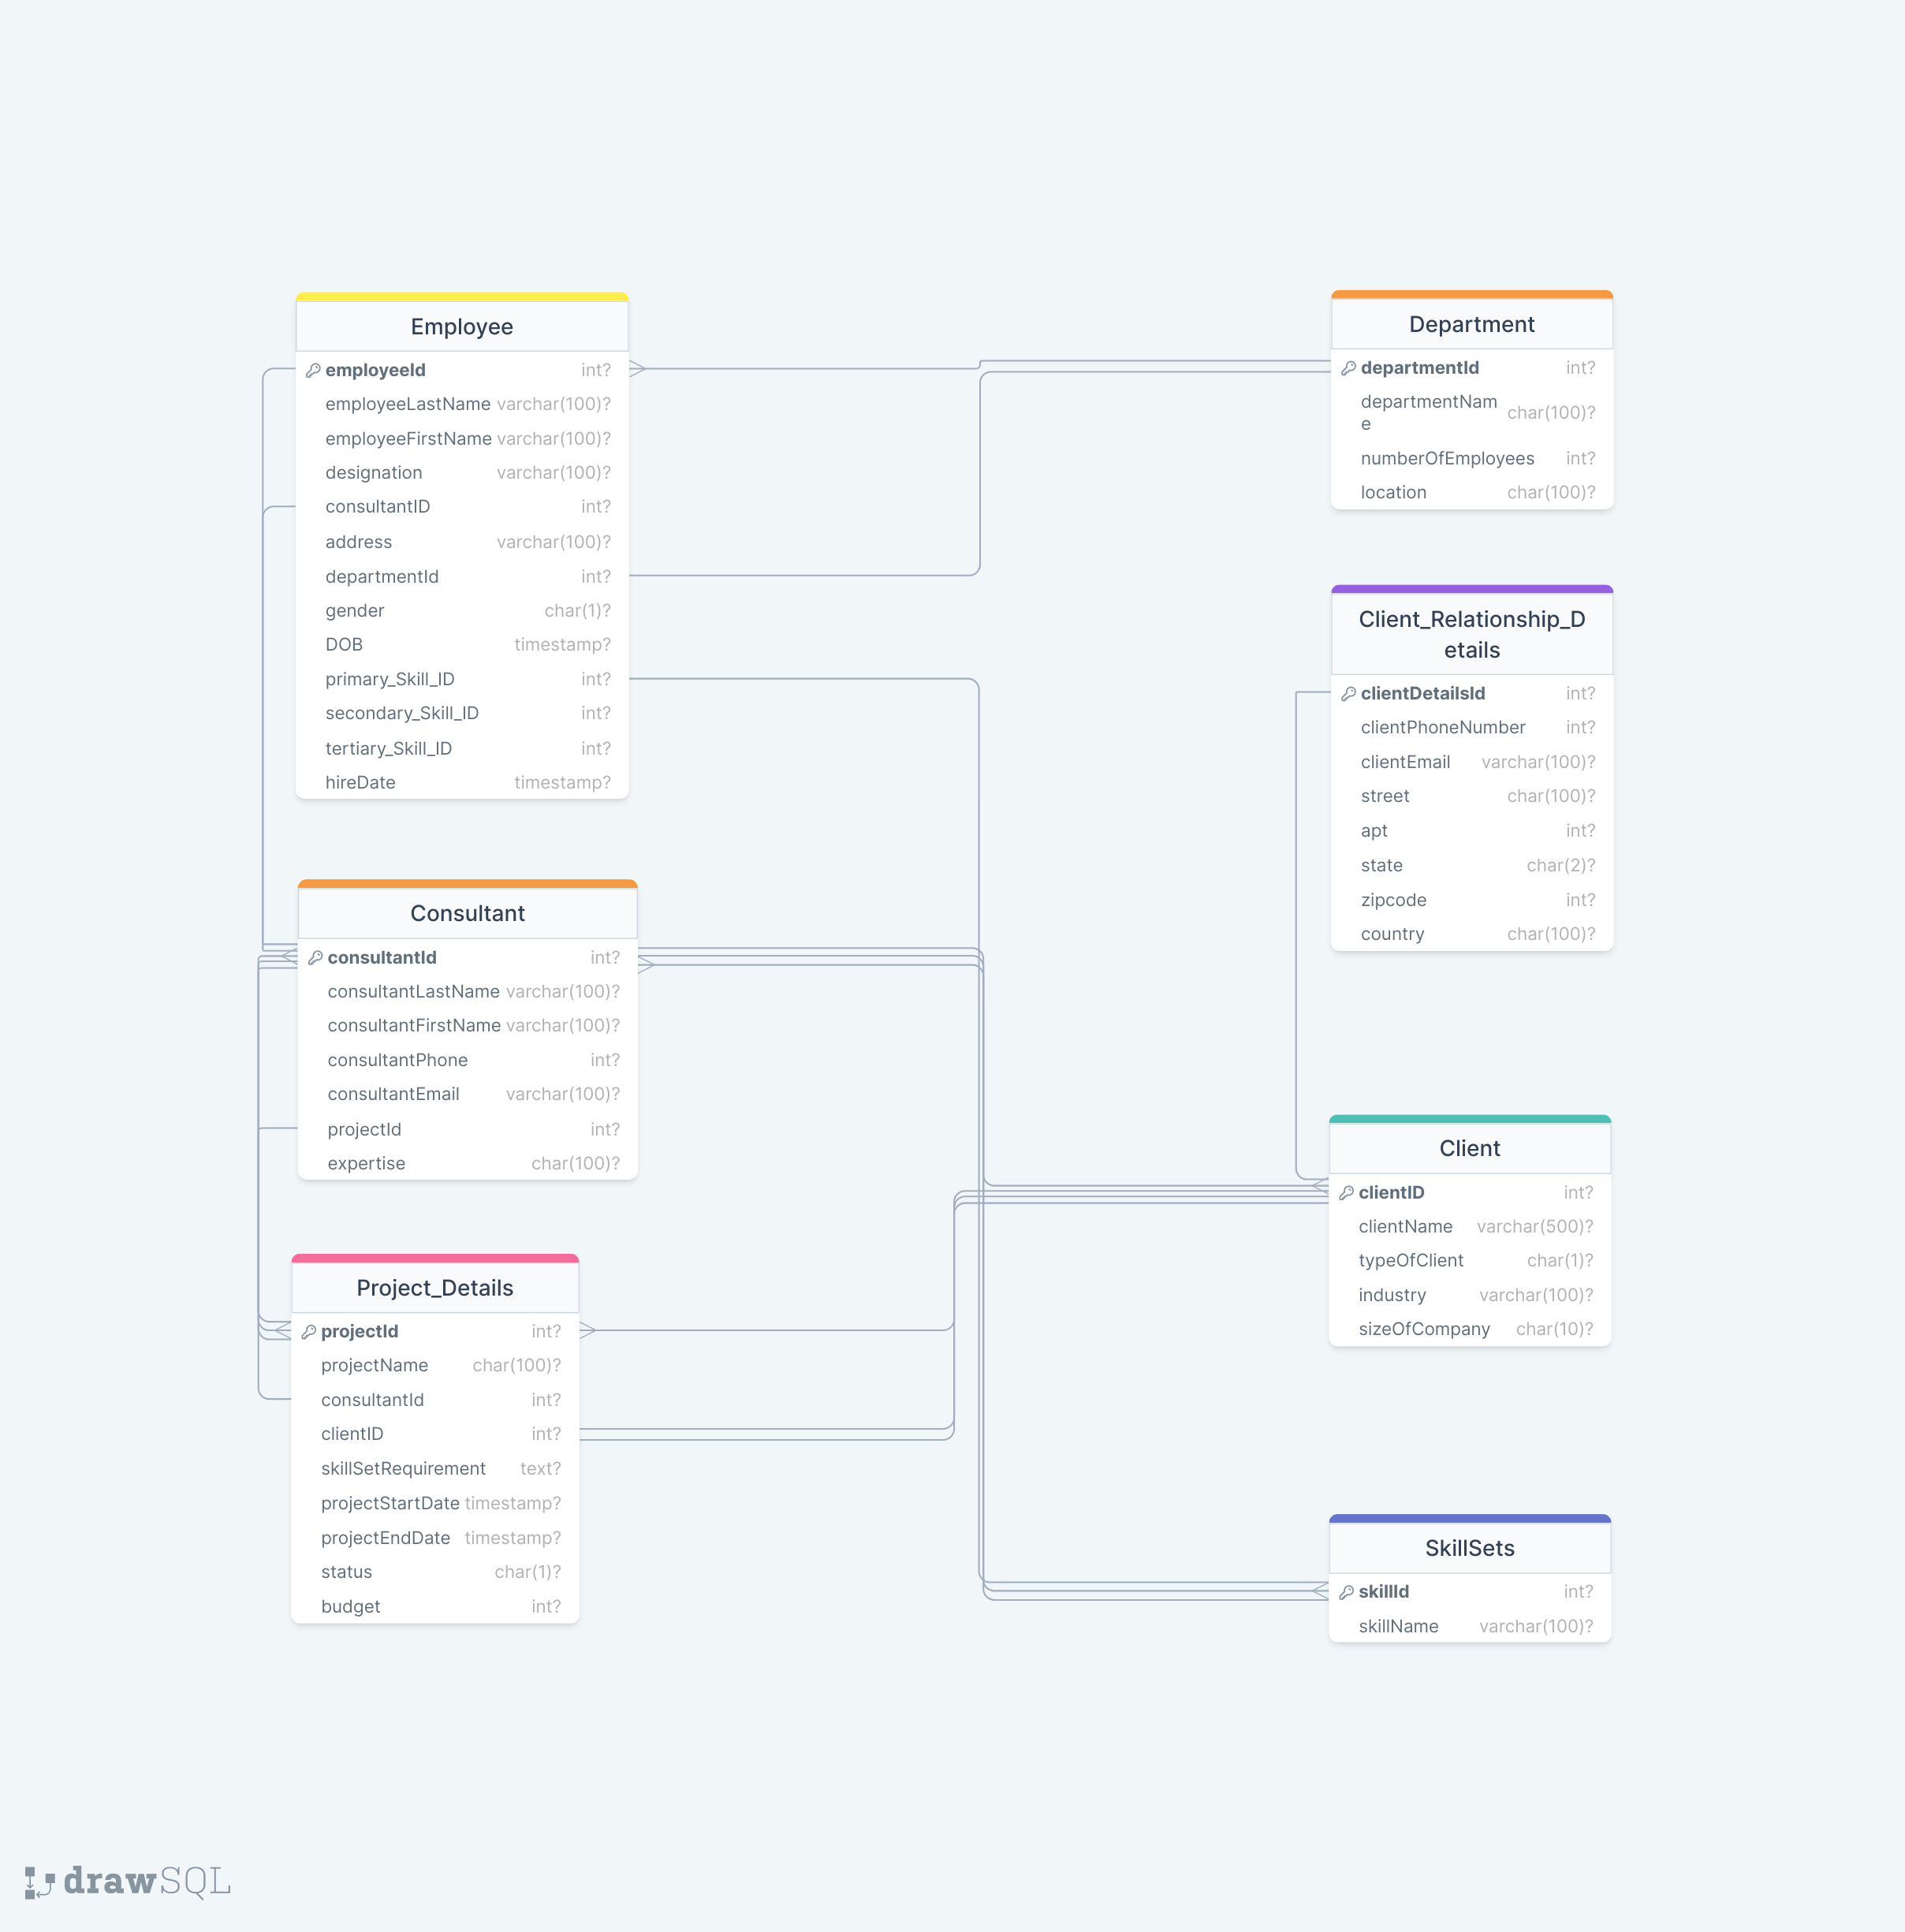 Employee
employeeId int?
employeeLastName varchar(100)?
employeeFirstName varchar(100)?
designation varchar(100)?
consultantID int?
address varchar(100)?
departmentId int?
gender char(1)?
DOB timestamp?
primary_Skill_ID int?
secondary_Skill_ID int?
tertiary_Skill_ID int?
hireDate timestamp?
Department
departmentId int?
departmentNam
e char(100)?
numberOfEmployees int?
location char(100)?
Client_Relationship_D
etails
clientDetailsId int?
clientPhoneNumber int?
clientEmail varchar(100)?
street char(100)?
apt int?
state char(2)?
zipcode int?
country char(100)?
Consultant
consultantId int?
consultantLastName varchar(100)?
consultantFirstName varchar(100)?
consultantPhone int?
consultantEmail varchar(100)?
projectId int?
expertise char(100)?
Client
clientID int?
clientName varchar(500)?
typeOfClient char(1)?
industry varchar(100)?
sizeOfCompany char(10)?
Project_Details
projectId int?
projectName char(100)?
consultantId int?
clientID int?
skillSetRequirement text?
projectStartDate timestamp?
projectEndDate timestamp?
status char(1)?
budget int?
SkillSets
skillId int?
skillName varchar(100)?
drawSQL